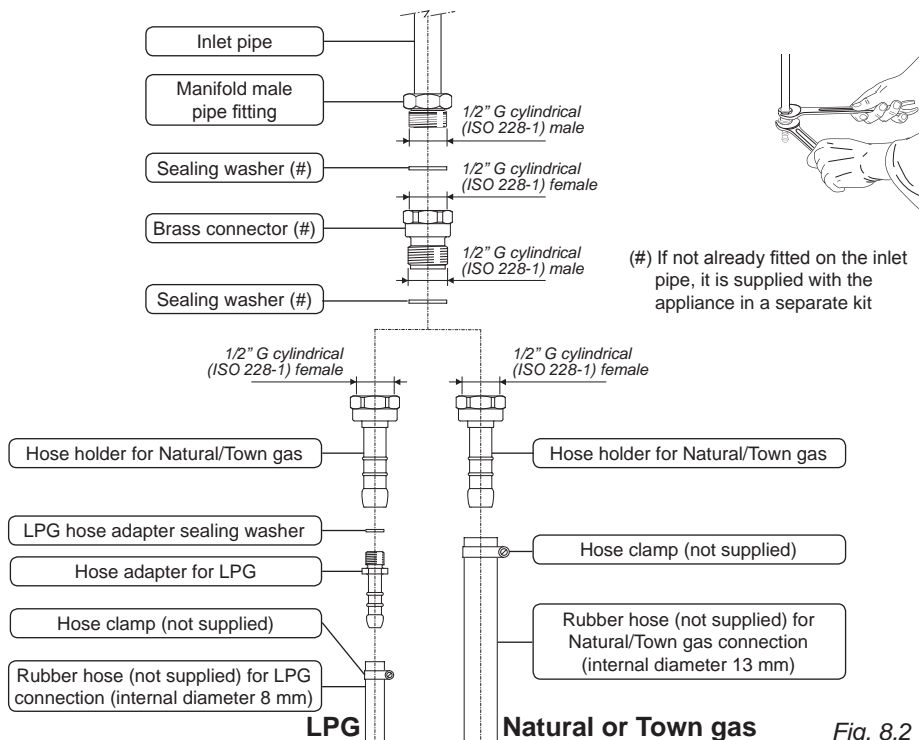 Inlet pipe
Manifold male
pipe fitting
1/2” G cylindrical
(ISO 228-1) male
Sealing washer (#)
1/2” G cylindrical
(ISO 228-1) female
Brass connector (#)
1/2” G cylindrical
(ISO 228-1) male
(#) If not already fitted on the inlet
pipe, it is supplied with the
appliance in a separate kit
Sealing washer (#)
1/2” G cylindrical
(ISO 228-1) female
1/2” G cylindrical
(ISO 228-1) female
Hose holder for Natural/Town gas
Hose holder for Natural/Town gas
LPG hose adapter sealing washer
Hose clamp (not supplied)
Hose adapter for LPG
Hose clamp (not supplied)
Rubber hose (not supplied) for
Natural/Town gas connection
(internal diameter 13 mm)
Rubber hose (not supplied) for LPG
connection (internal diameter 8 mm)
LPG
Natural or Town gas
Fig. 8.2